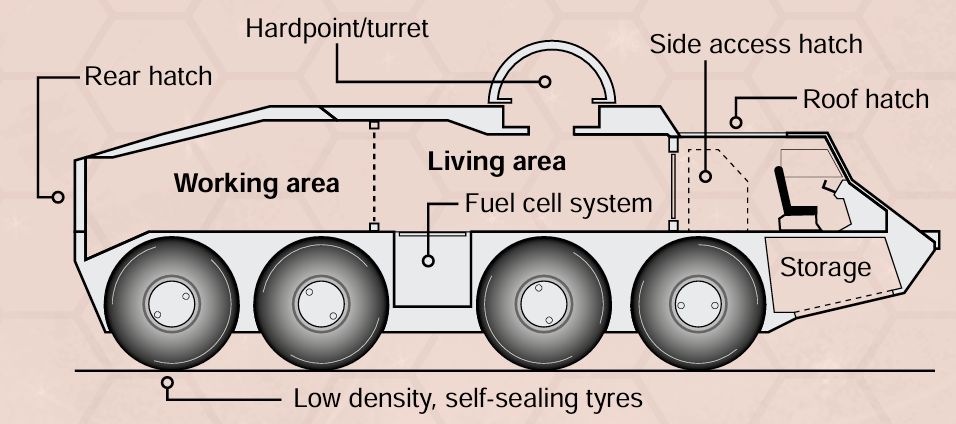 Hardpoint/turret
Side access hatch
Rear hatch
Roof hatch
Living area
Working area
Fuel cell system
Storage
Low density, self-sealing tyres